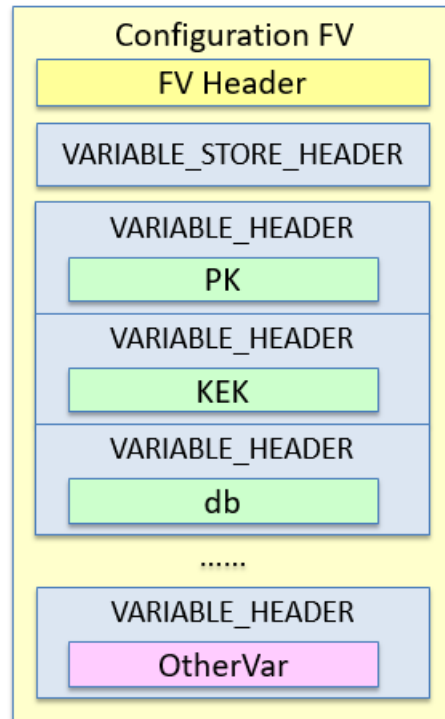 Configuration FV
FV Header
VARIABLE_STORE_HEADER
VARIABLE_HEADER
PK
VARIABLE_HEADER
KEK
VARIABLE_HEADER
db
......
VARIABLE_HEADER
OtherVar